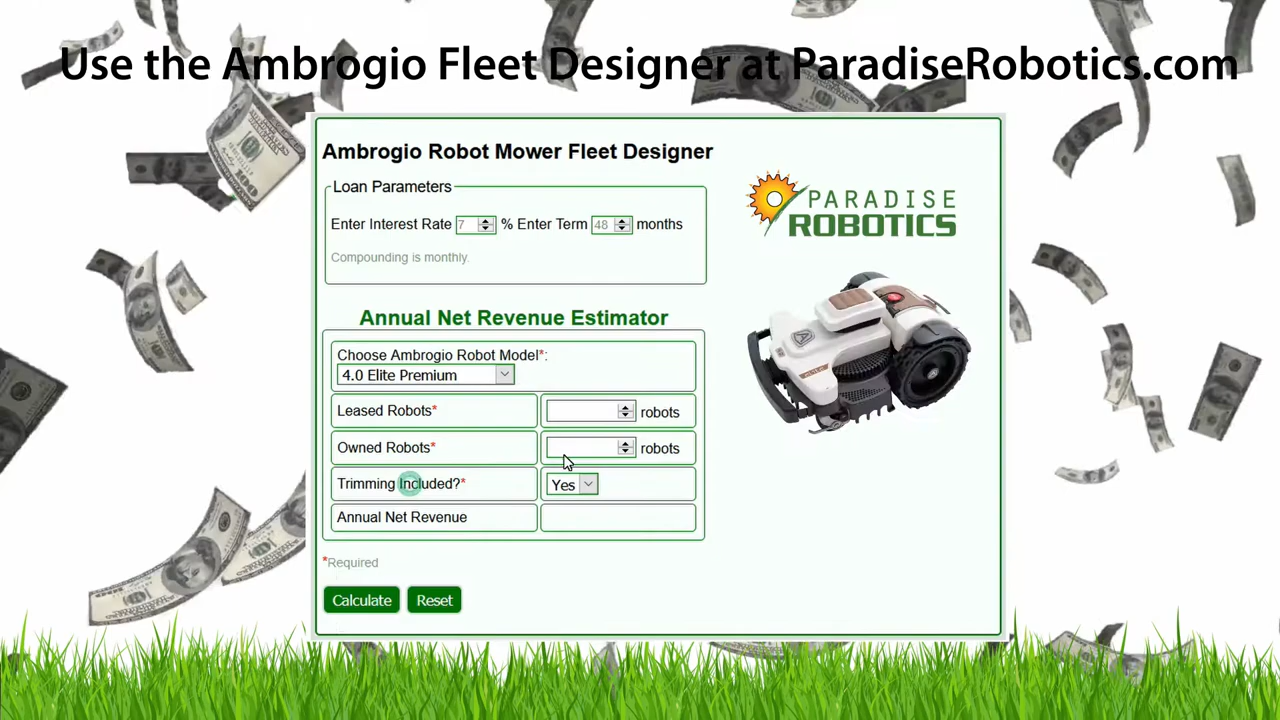 Use the Ambrogio Fleet Designer at ParadiseRobotics.com
Ambrogio Robot Mower Fleet Designer
Loan Parameters
Enter Interest Rate 7 % Enter Term 48 months
Compounding is monthly.
PARADISE
ROBOTICS
Annual Net Revenue Estimator
Choose Ambrogio Robot Model*:
4.0 Elite Premium
Leased Robots* robots
Owned Robots* robots
Trimming Included?* Yes
Annual Net Revenue
*Required
Calculate Reset